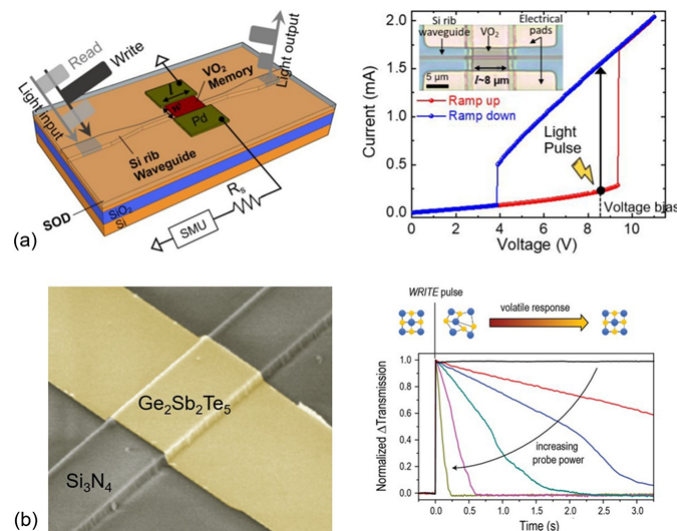 Read
Write
Light output
Light input
VO2
Memory
l
w
Pd
Si rib
Waveguide
SOD
SiO2
Si
SMU
Rs
(a)
Current (mA)
2.0
1.5
1.0
0.5
0.0
Si rib
waveguide
VO2
Electrical
pads
l~8 μm
5 μm
Ramp up
Ramp down
Light
Pulse
Voltage bias
0 2 4 6 8 10
Voltage (V)
Ge2Sb2Te5
Si3N4
(b)
WRITE pulse
volatile response
Normalized ΔTransmission
1.0
0.8
0.6
0.4
0.2
0.0
increasing
probe power
0.0 0.5 1.0 1.5 2.0 2.5 3.0
Time (s)